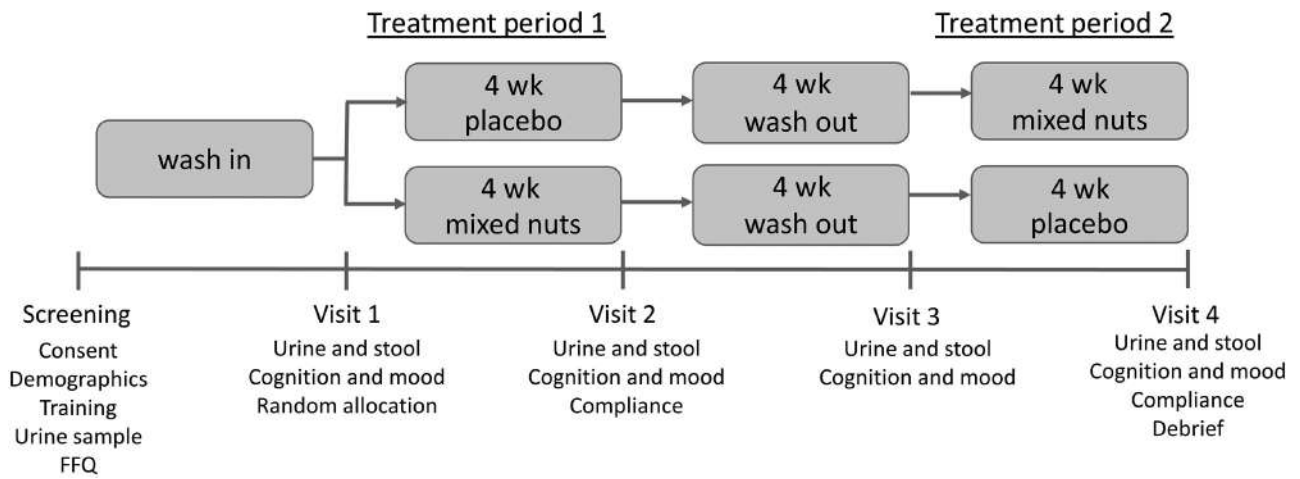 Treatment period 1
Treatment period 2
4 wk
placebo
4 wk
wash out
4 wk
mixed nuts
wash in
4 wk
mixed nuts
4 wk
wash out
4 wk
placebo
Screening
Consent
Demographics
Training
Urine sample
FFQ
Visit 1
Urine and stool
Cognition and mood
Random allocation
Visit 2
Urine and stool
Cognition and mood
Compliance
Visit 3
Urine and stool
Cognition and mood
Visit 4
Urine and stool
Cognition and mood
Compliance
Debrief